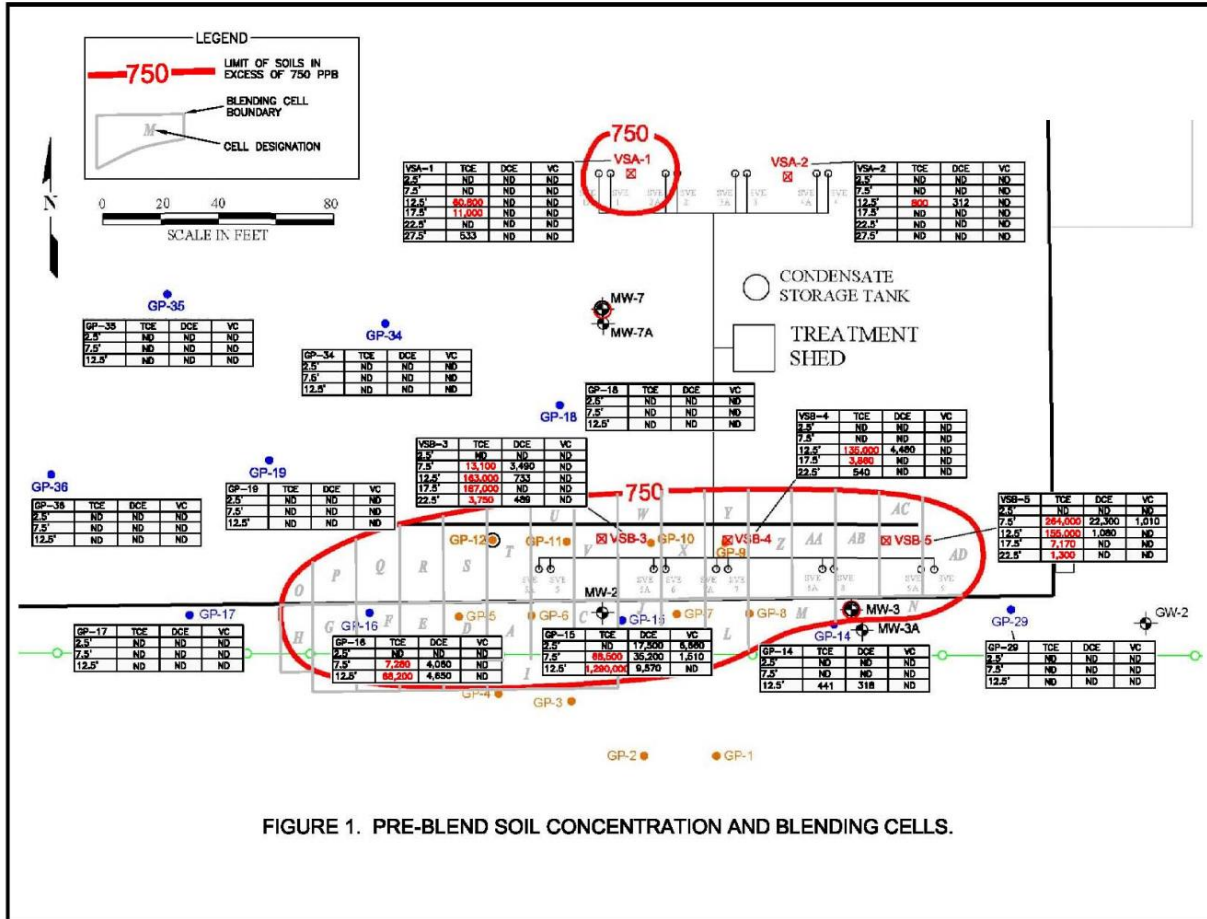 LEGEND
750
LIMIT OF SOILS IN
EXCESS OF 750 PPB
BLENDING CELL
BOUNDARY
M
CELL DESIGNATION
N
0 20 40 60 80
SCALE IN FEET
750
VSA-1
VSA-2
VSA-1 TCE DCE VC
2.5' ND ND ND
7.5' ND ND ND
12.5' ND ND
17.5' 11,000 ND ND
22.5' ND ND ND
27.5' 533 ND ND
VSA-2 TCE DCE VC
2.5' ND ND ND
7.5' ND ND ND
12.5' 800 312 ND
17.5' ND ND ND
22.5' ND ND ND
27.5' ND ND ND
SVE
SVE
2A
SVE
2
SVE
3A
SVE
3
SVE
4A
SVE
4
CONDENSATE
STORAGE TANK
MW-7
MW-7A
TREATMENT
SHED
GP-35
GP-35 TCE DCE VC
2.5' ND ND ND
7.5' ND ND ND
12.5' ND ND ND
GP-34
GP-34 TCE DCE VC
2.5' ND ND ND
7.5' ND ND ND
12.5' ND ND ND
GP-18 TCE DCE VC
2.5' ND ND ND
7.5' ND ND ND
12.5' ND ND ND
GP-18
VSB-4 TCE DCE VC
2.5' ND ND ND
7.5' ND ND ND
12.5' 135,000 4,480 ND
17.5' ND ND
22.5' 540 ND ND
VSB-3 TCE DCE VC
2.5' ND ND ND
7.5' 13,100 3,490 ND
12.5' 163,000 733 ND
17.5' 167,000 ND ND
22.5' 3,750 489 ND
GP-19
GP-19 TCE DCE VC
2.5' ND ND ND
7.5' ND ND ND
12.5' ND ND ND
GP-36
GP-36 TCE DCE VC
2.5' ND ND ND
7.5' ND ND ND
12.5' ND ND ND
750
VSB-5 TCE DCE VC
2.5' ND ND ND
7.5' 264,000 22,300 1,010
12.5' 155,000 1,080 ND
17.5' 7,170 ND ND
22.5' 1,300 ND ND
U W Y AC
GP-12 GP-11 VSB-3 GP-10 VSB-4 GP-9 VSB-5
O P Q R S T V X Z AA AB AD
MW-2
MW-3
MW-3A
GP-17
GP-16
GP-5
GP-6
GP-15
GP-7
GP-8
GP-14
GP-29
GW-2
H G F E D A C J L M N
I
GP-17 TCE DCE VC
2.5' ND ND ND
7.5' ND ND ND
12.5' ND ND ND
GP-16 TCE DCE VC
2.5' ND ND ND
7.5' 7,280 4,050 ND
12.5' 68,200 4,650 ND
GP-15 TCE DCE VC
2.5' ND 17,300 6,660
7.5' 68,500 35,200 1,510
12.5' 1,290,000 9,570 ND
GP-14 TCE DCE VC
2.5' ND ND ND
7.5' ND ND ND
12.5' 441 318 ND
GP-29 TCE DCE VC
2.5' ND ND ND
7.5' ND ND ND
12.5' ND ND ND
GP-4
GP-3
GP-2
GP-1
FIGURE 1. PRE-BLEND SOIL CONCENTRATION AND BLENDING CELLS.